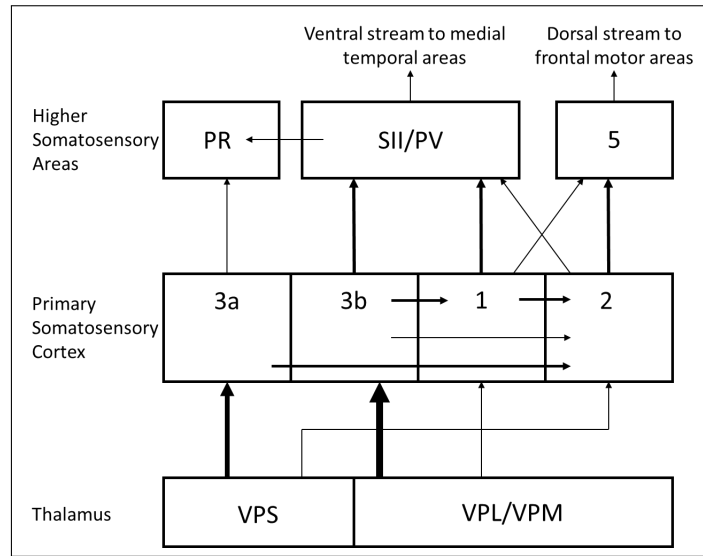 Ventral stream to medial
temporal areas
Dorsal stream to
frontal motor areas
Higher
Somatosensory
Areas
PR
SII/PV
5
Primary
Somatosensory
Cortex
3a
3b
1
2
Thalamus
VPS
VPL/VPM